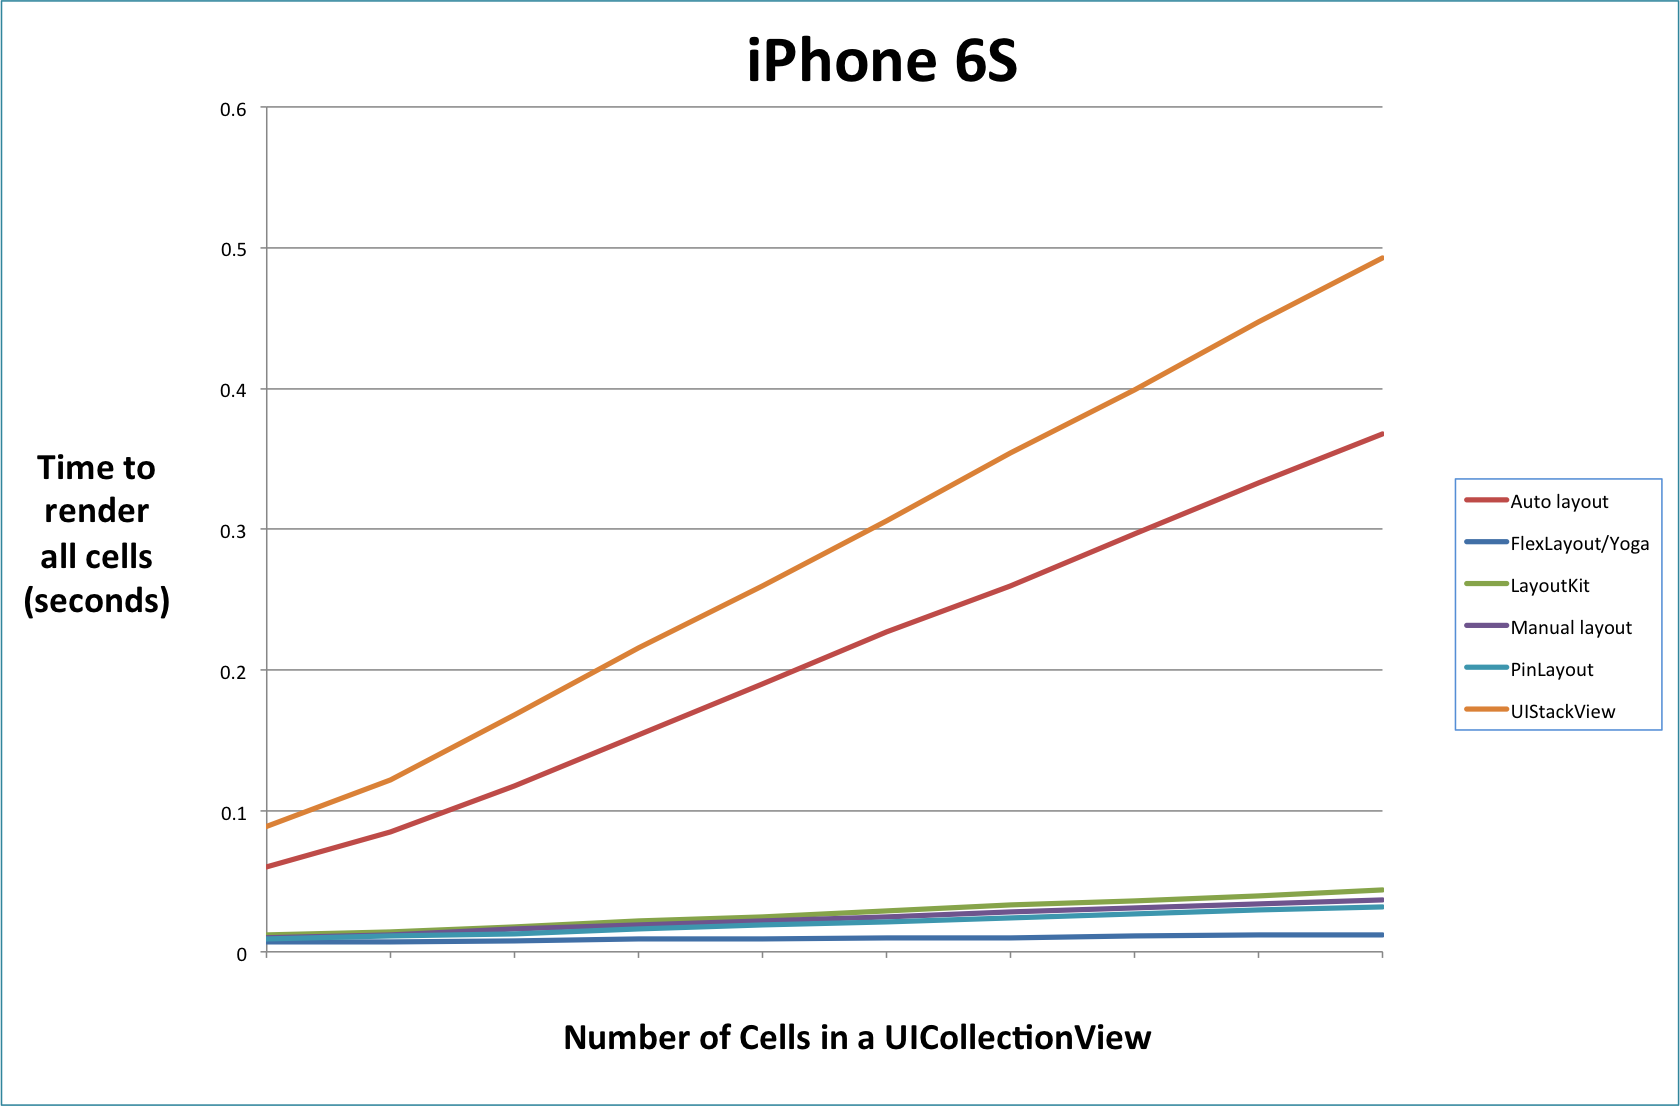 iPhone 6S
0.6
0.5
0.4
0.3
0.2
0.1
0
Time to
render
all cells
(seconds)
Number of Cells in a UICollectionView
Auto layout
FlexLayout/Yoga
LayoutKit
Manual layout
PinLayout
UIStackView